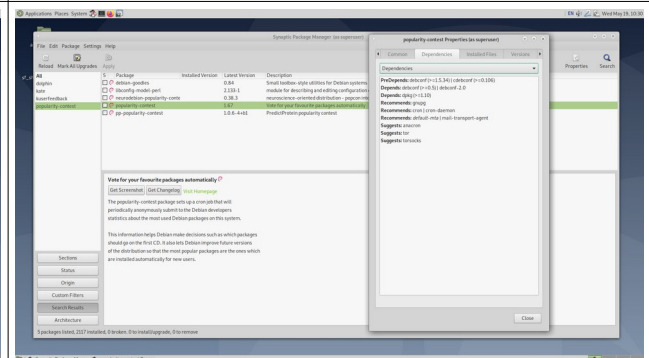 Applications Places System
EN
Wed May 19, 10:30
Synaptic Package Manager (as superuser)
File Edit Package Settings Help
Reload Mark All Upgrades Apply
Properties Search
All
dolphin
kate
kuserfeedback
popularity-contest
S Package Installed Version Latest Version Description
debian-goodies 0.84 Small toolbox-style utilities for Debian systems
libconfig-model-perl 2.133-1 module for describing and editing configuration
neurodebian-popularity-conte 0.38.3 neuroscience-oriented distribution - popcon inte
popularity-contest 1.67 Vote for your favourite packages automatically
pp-popularity-contest 1.0.6-4+b1 PredictProtein popularity contest
Vote for your favourite packages automatically
Get Screenshot Get Changelog Visit Homepage
The popularity-contest package sets up a cron job that will
periodically anonymously submit to the Debian developers
statistics about the most used Debian packages on this system.
This information helps Debian make decisions such as which packages
should go on the first CD. It also lets Debian improve future versions
of the distribution so that the most popular packages are the ones which
are installed automatically for new users.
Sections
Status
Origin
Custom Filters
Search Results
Architecture
5 packages listed, 2117 installed, 0 broken. 0 to install/upgrade, 0 to remove
popularity-contest Properties (as superuser)
Common Dependencies Installed Files Versions
Dependencies
PreDepends: debconf (>=1.5.34) | cdebconf (>=0.106)
Depends: debconf (>=0.5) | debconf-2.0
Depends: dpkg (>=1.10)
Recommends: gnupg
Recommends: cron | cron-daemon
Recommends: default-mta | mail-transport-agent
Suggests: anacron
Suggests: tor
Suggests: torsocks
Close